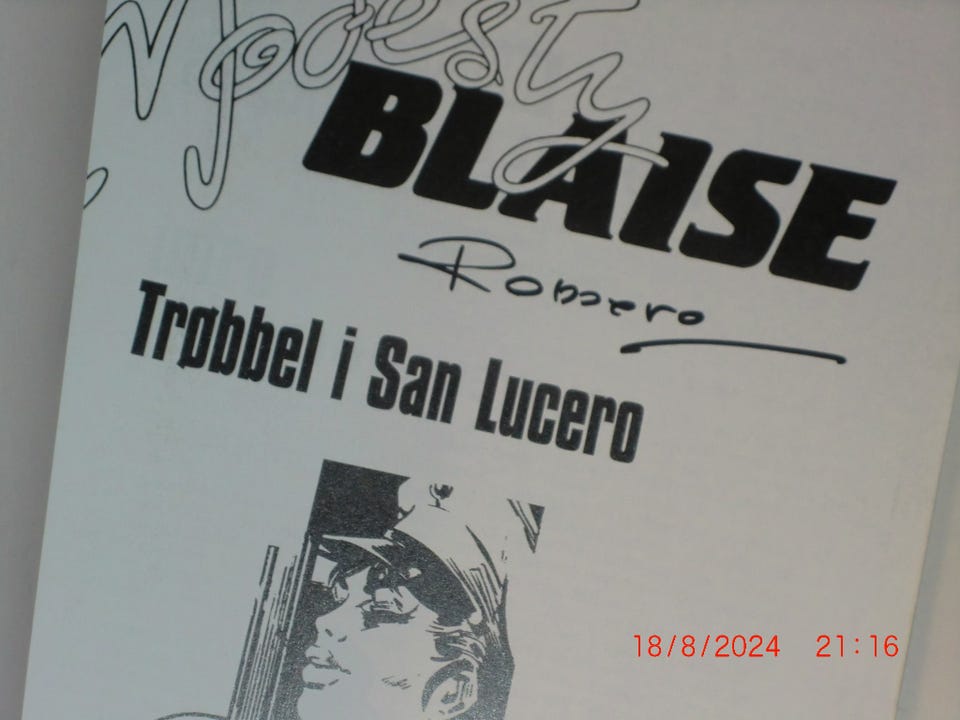 Modesty
BLAISE
Romero
Trøbbel i San Lucero
18/8/2024 21:16